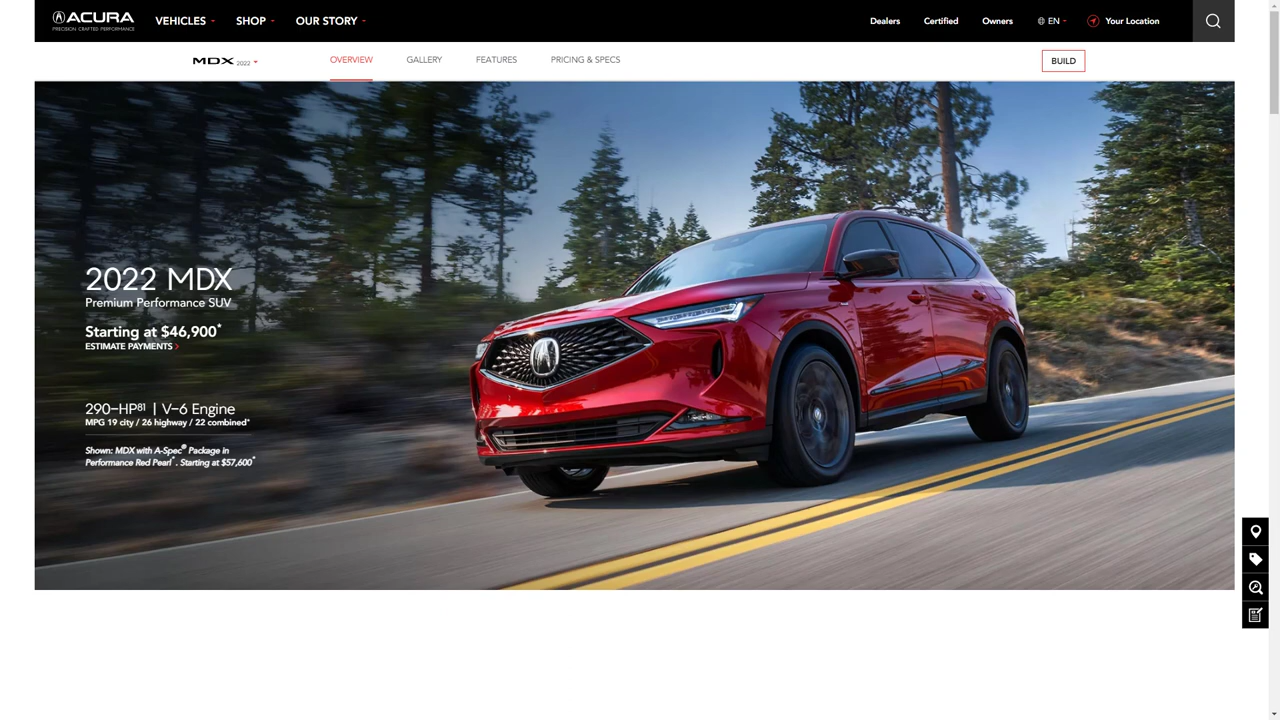 ACURA
PRECISION CRAFTED PERFORMANCE
VEHICLES
SHOP
OUR STORY
Dealers
Certified
Owners
EN
Your Location
MDX 2022
OVERVIEW
GALLERY
FEATURES
PRICING & SPECS
BUILD
2022 MDX
Premium Performance SUV
Starting at $46,900*
ESTIMATE PAYMENTS
290-HP81 | V-6 Engine
MPG 19 city / 26 highway / 22 combined*
Shown: MDX with A-Spec® Package in
Performance Red Pearl*. Starting at $57,600*